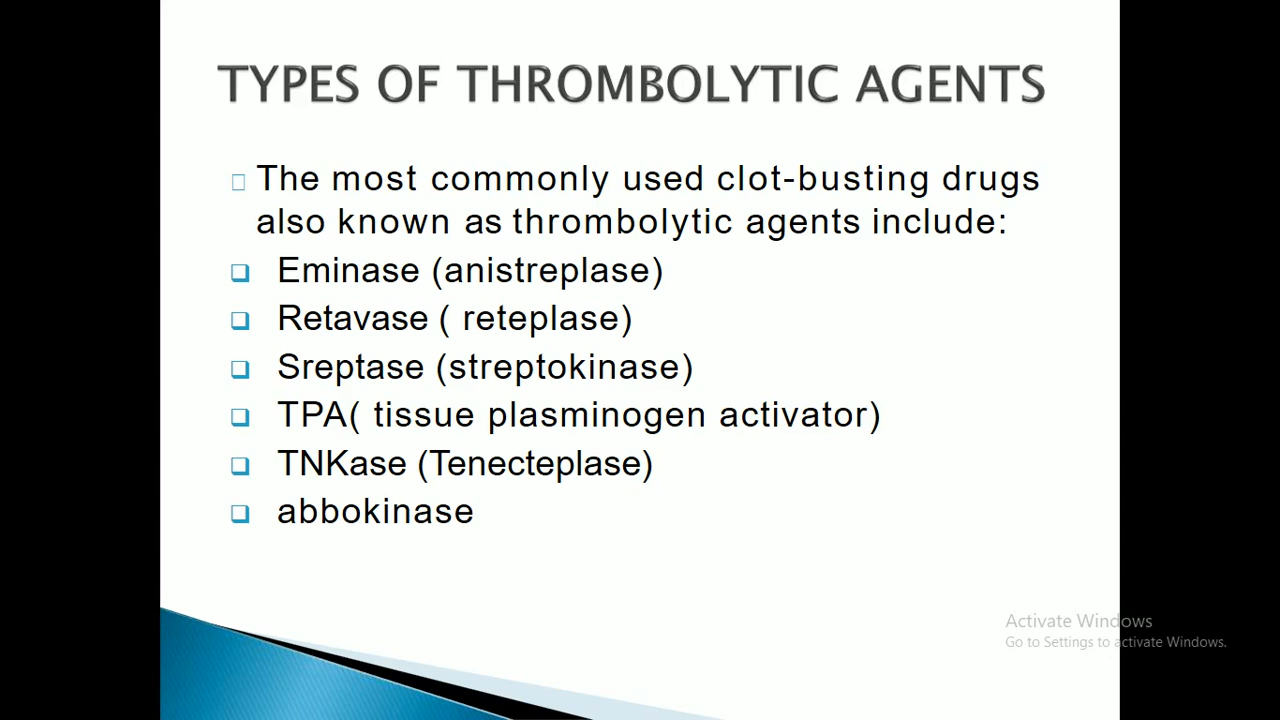 TYPES OF THROMBOLYTIC AGENTS
The most commonly used clot-busting drugs
also known as thrombolytic agents include:
Eminase (anistreplase)
Retavase ( reteplase)
Sreptase (streptokinase)
TPA( tissue plasminogen activator)
TNKase (Tenecteplase)
abbokinase
Activate Windows
Go to Settings to activate Windows.